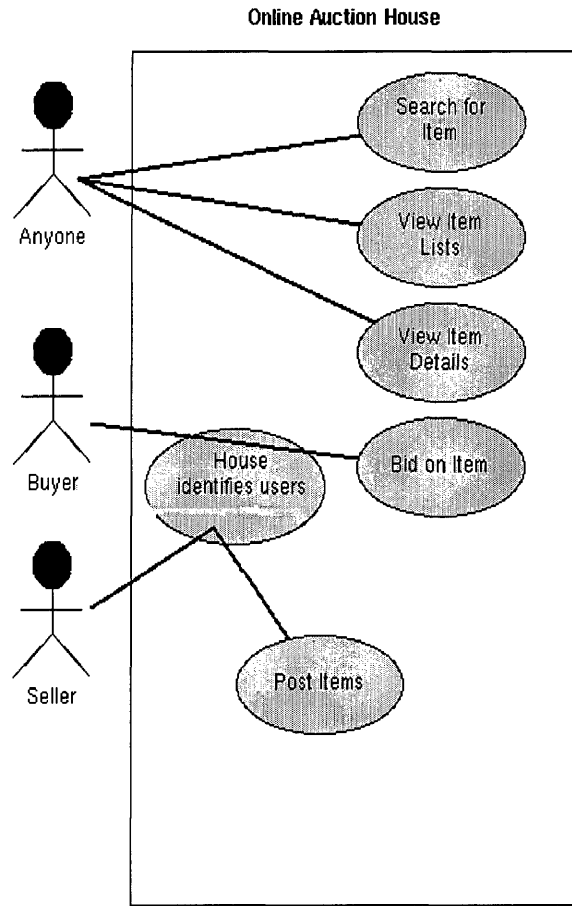 Online Auction House
Search for
Item
Anyone
View Item
Lists
View Item
Details
Buyer
House
identifies users
Bid on Item
Seller
Post Items